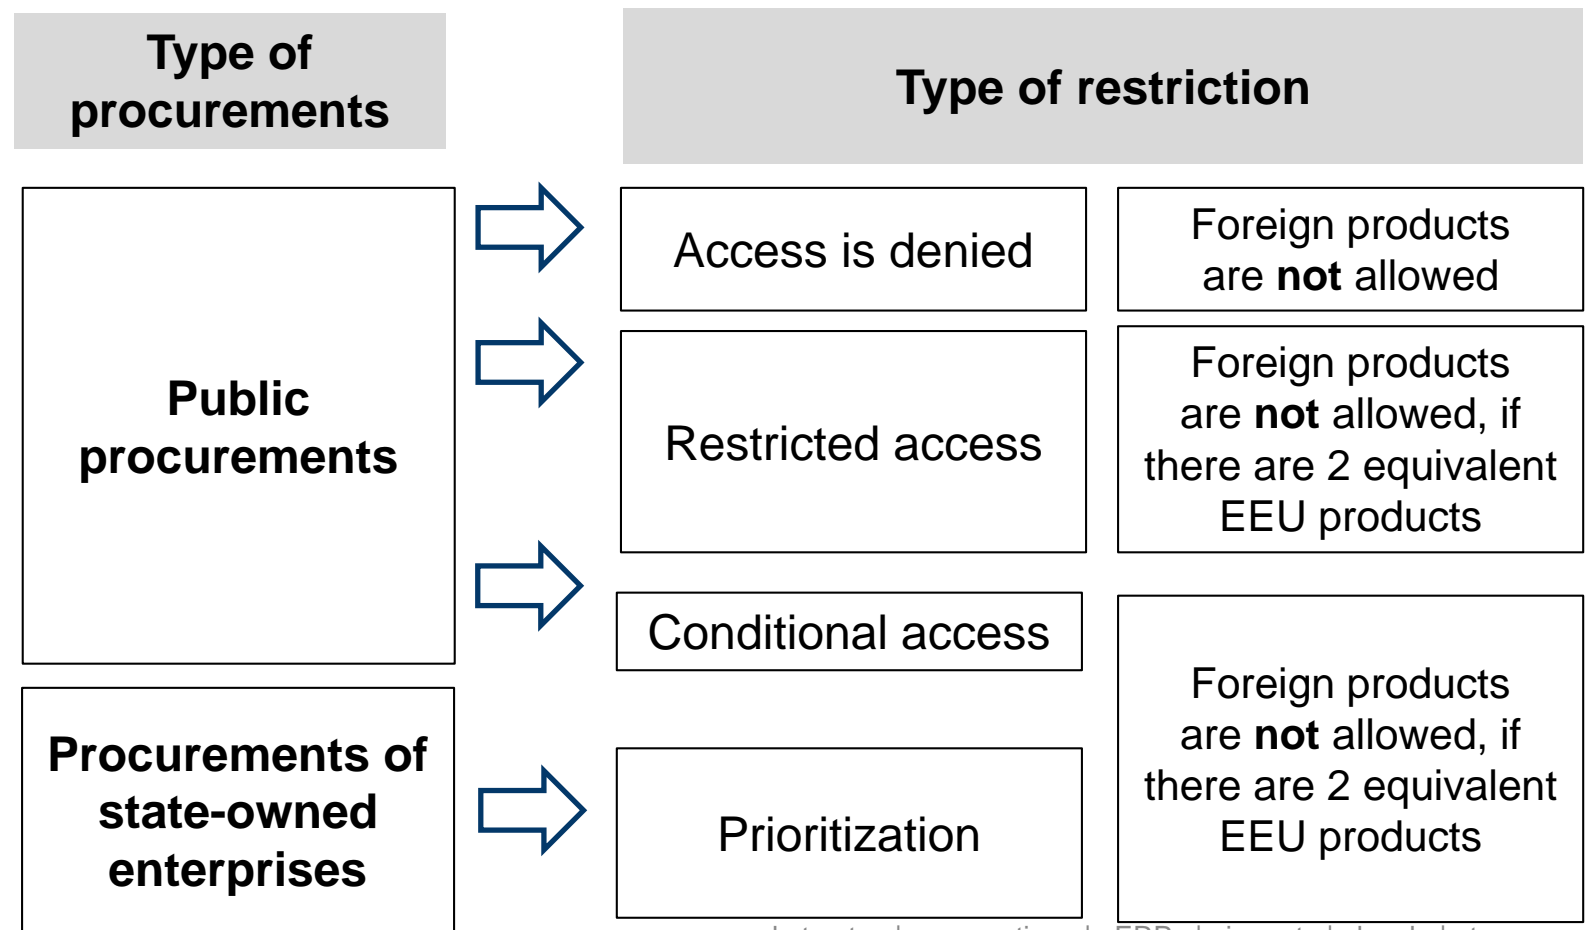 Type of
procurements
Type of restriction
Public
procurements
Access is denied
Foreign products
are not allowed
Restricted access
Foreign products
are not allowed, if
there are 2 equivalent
EEU products
Conditional access
Procurements of
state-owned
enterprises
Prioritization
Foreign products
are not allowed, if
there are 2 equivalent
EEU products